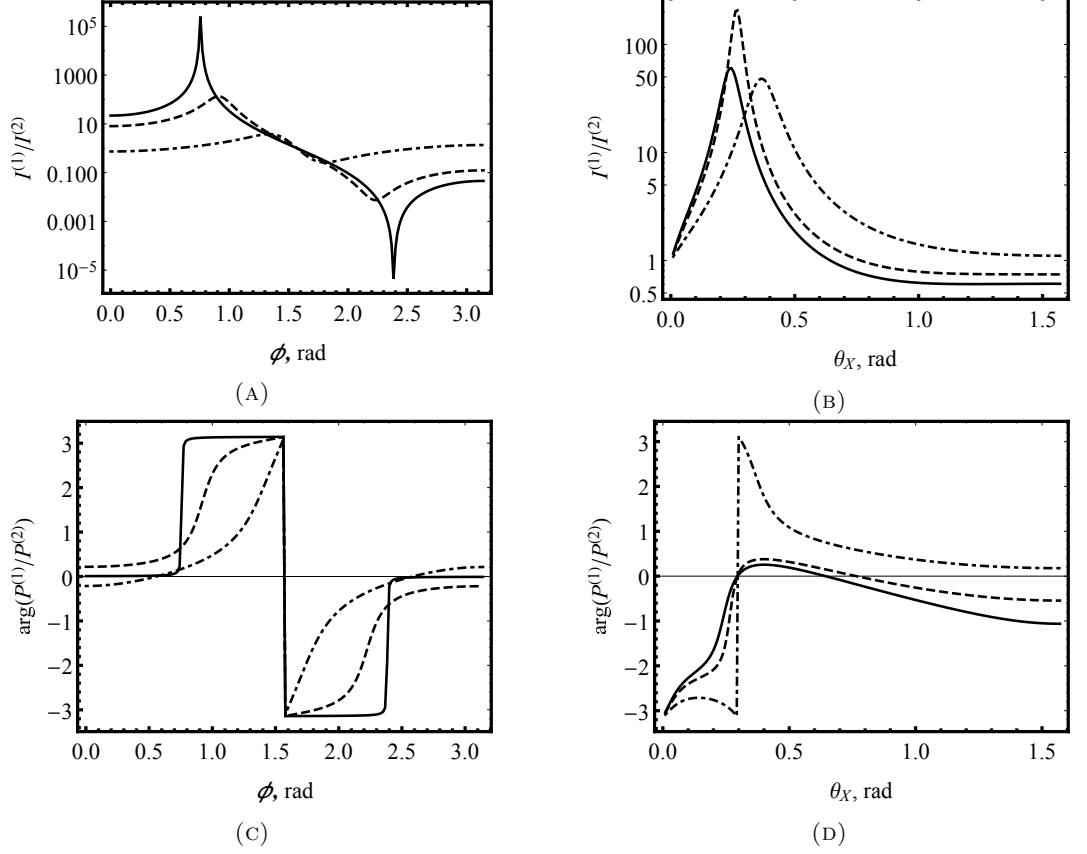 10^5
1000
10
0.100
0.001
10^−5
I^(1)/I^(2)
0.0 0.5 1.0 1.5 2.0 2.5 3.0
ϕ, rad
(A)
100
50
10
5
1
0.5
I^(1)/I^(2)
0.0 0.5 1.0 1.5
θ_X, rad
(B)
3
2
1
0
−1
−2
−3
arg(P^(1)/P^(2))
0.0 0.5 1.0 1.5 2.0 2.5 3.0
ϕ, rad
(C)
3
2
1
0
−1
−2
−3
arg(P^(1)/P^(2))
0.0 0.5 1.0 1.5
θ_X, rad
(D)